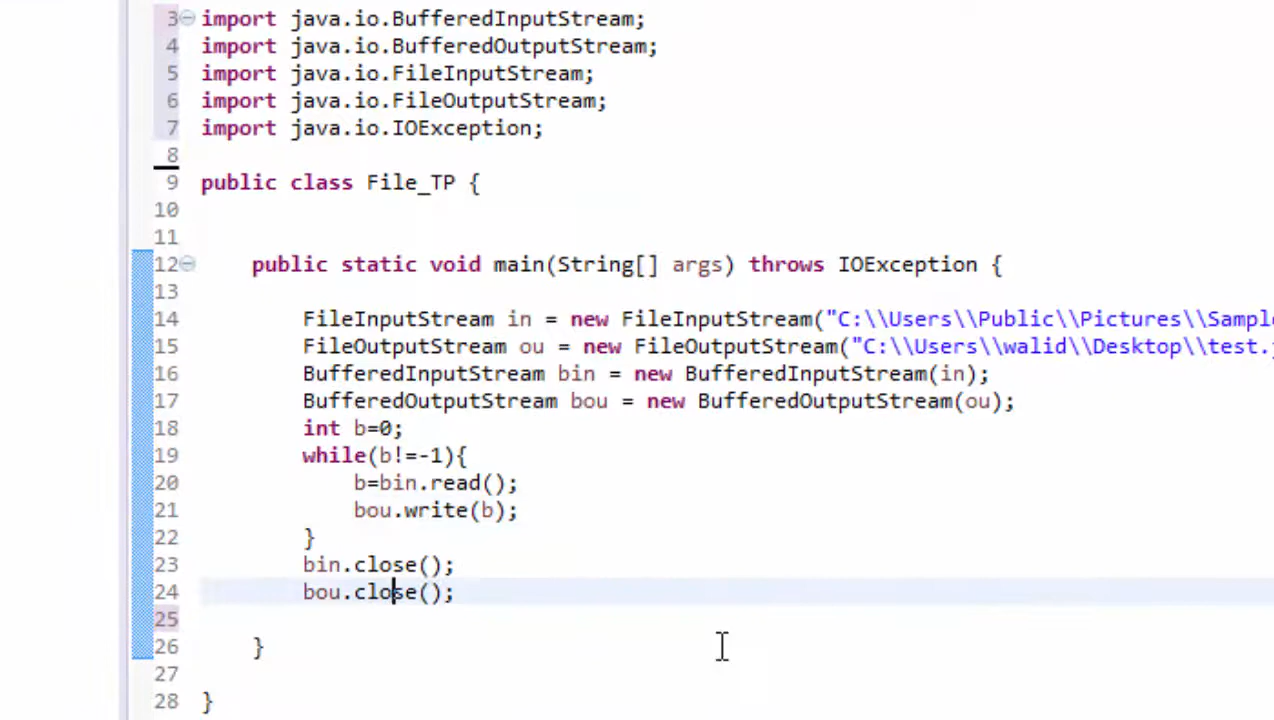 3 import java.io.BufferedInputStream;
4 import java.io.BufferedOutputStream;
5 import java.io.FileInputStream;
6 import java.io.FileOutputStream;
7 import java.io.IOException;
8
9 public class File_TP {
10
11
12 public static void main(String[] args) throws IOException {
13
14 FileInputStream in = new FileInputStream("C:\\Users\\Public\\Pictures\\Sampl
15 FileOutputStream ou = new FileOutputStream("C:\\Users\\walid\\Desktop\\test.
16 BufferedInputStream bin = new BufferedInputStream(in);
17 BufferedOutputStream bou = new BufferedOutputStream(ou);
18 int b=0;
19 while(b!=-1){
20 b=bin.read();
21 bou.write(b);
22 }
23 bin.close();
24 bou.close();
25
26 }
27
28 }